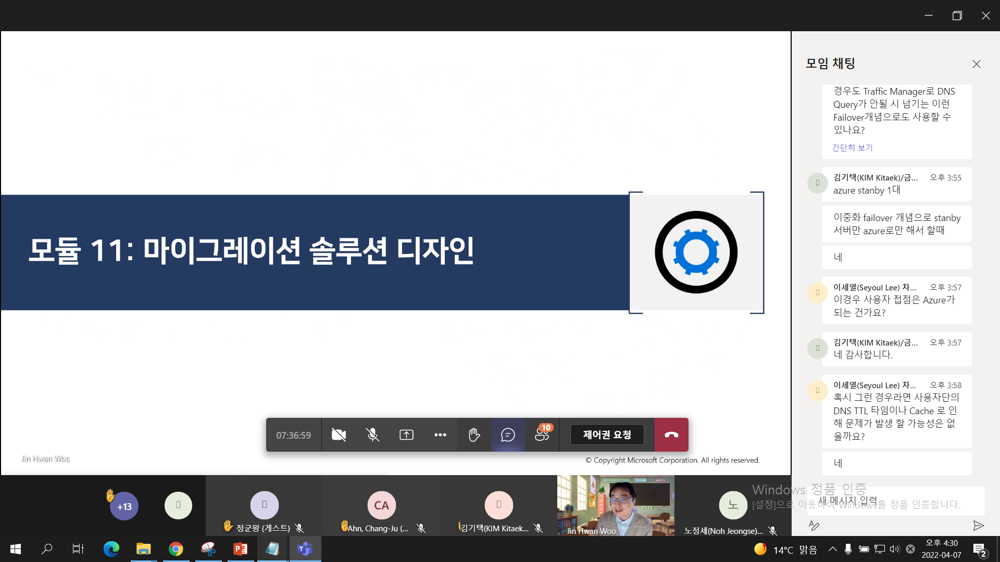 모듈 11: 마이그레이션 솔루션 디자인
07:36:59
10
제어권 요청
Jin Hwan Woo
© Copyright Microsoft Corporation. All rights reserved.
모임 채팅
경우도 Traffic Manager로 DNS
Query가 안될 시 넘기는 이런
Failover개념으로도 사용할 수
있나요?
간단히 보기
김기택(KIM Kitaek)/금... 오후 3:55
azure stanby 1대
이중화 failover 개념으로 stanby
서버만 azure로만 해서 할때
네
이세열(Seyoul Lee) 차... 오후 3:57
이경우 사용자 접점은 Azure가
되는 건가요?
김기택(KIM Kitaek)/금... 오후 3:57
네 감사합니다.
이세열(Seyoul Lee) 차... 오후 3:58
혹시 그런 경우라면 사용자단의
DNS TTL 타임이나 Cache 로 인
해 문제가 발생 할 가능성은 없
을까요?
네
Windows 정품 인증
[설정]으로 이동하여 Windows를 정품 인증합니다.
새 메시지 입력
+13
정군왕 (게스트)
CA
Ahn, Chang-Ju (...
김기택(KIM Kitaek...
Jin Hwan Woo
노
노정세(Noh Jeongse)...
14°C 맑음
오후 4:30
2022-04-07
2